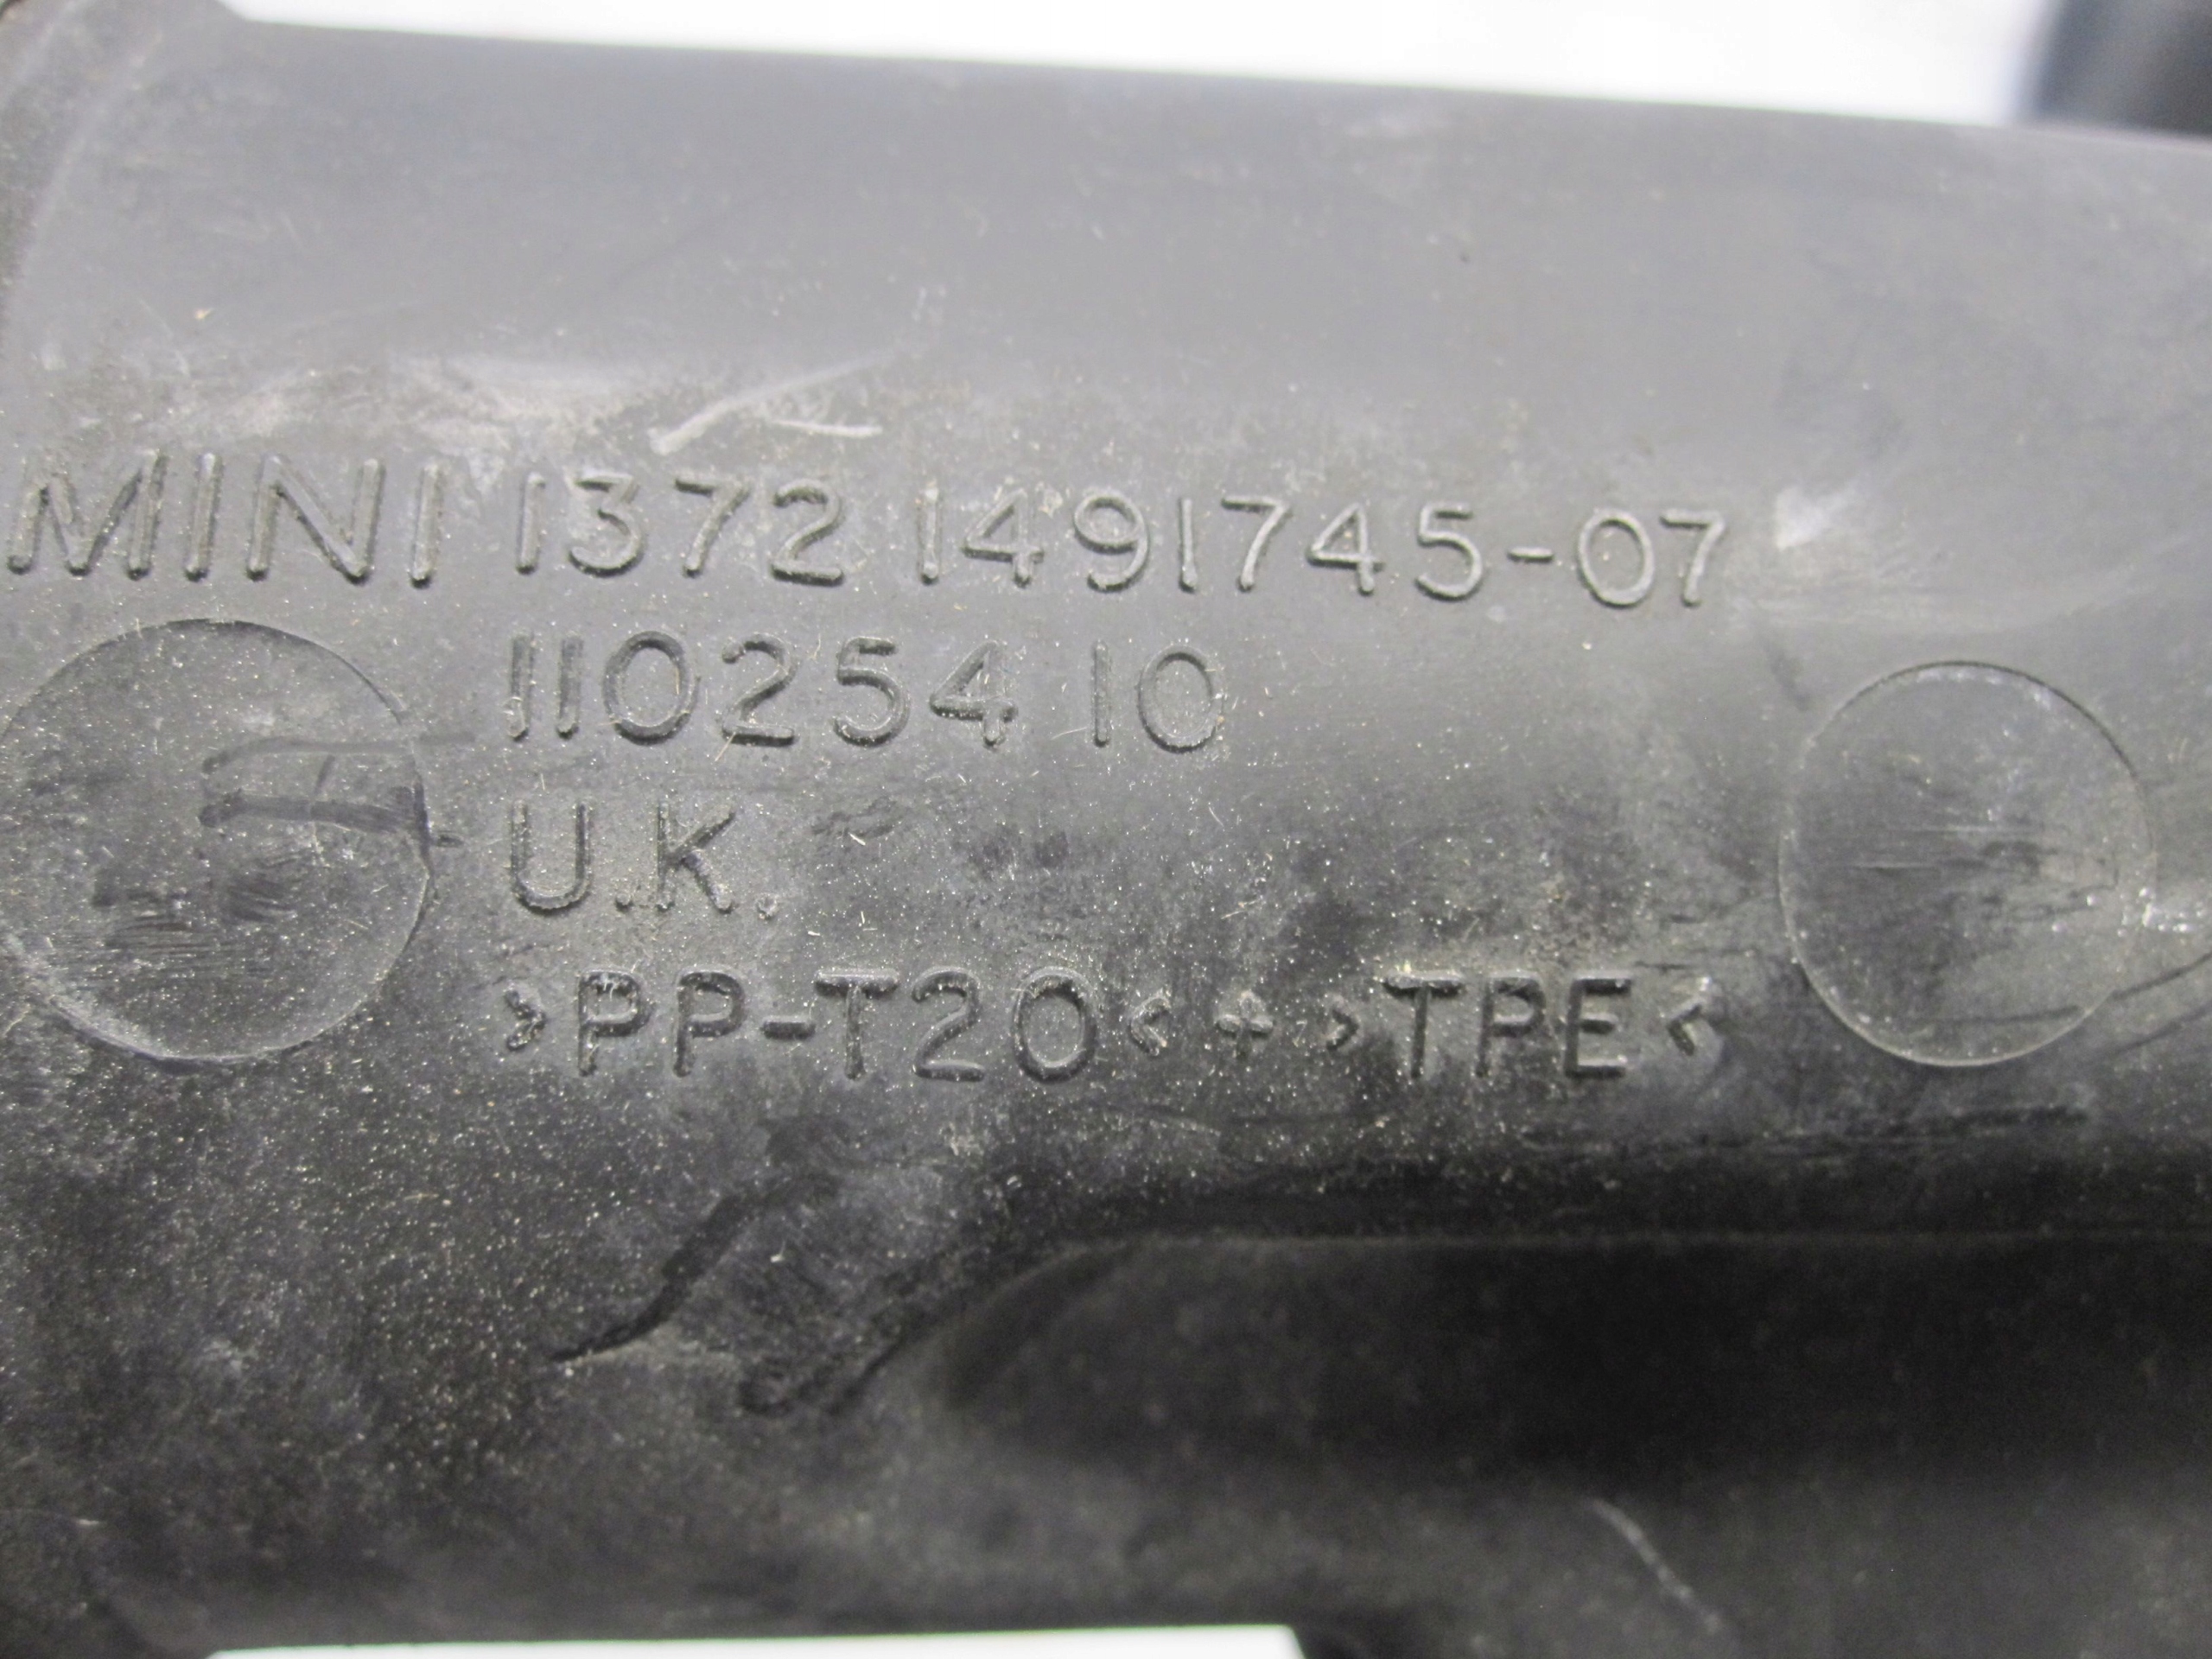 MINI 1372 1491745-07
110254 10
U.K.
>PP-T20< + >TPE<